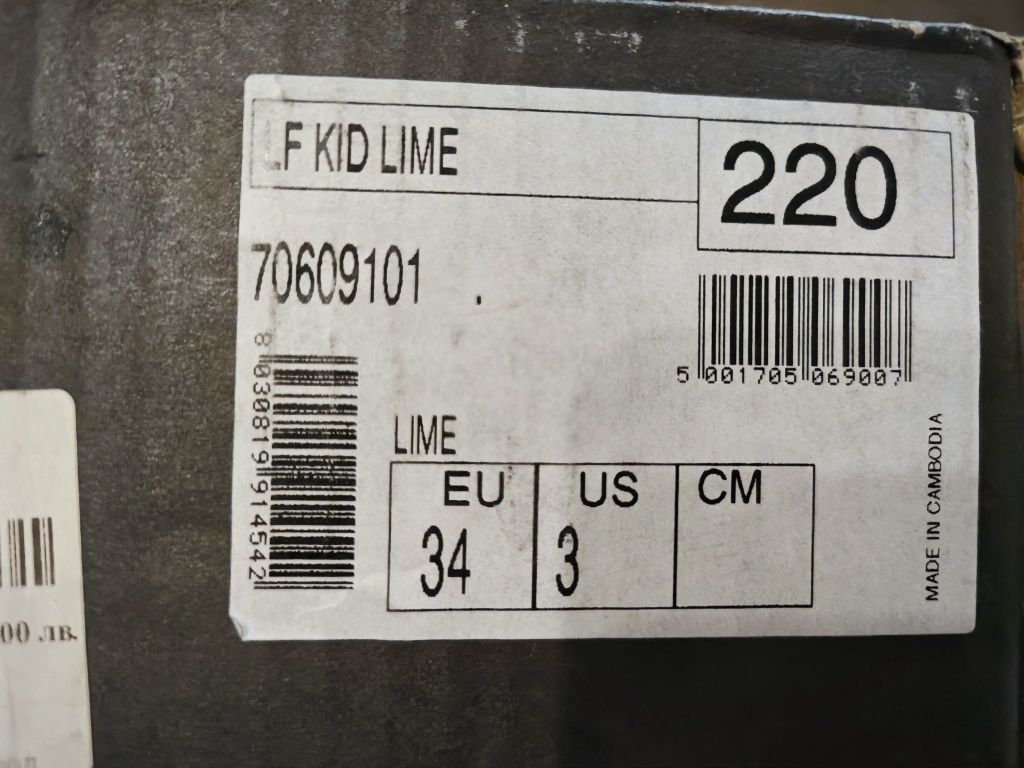 LF KID LIME
220
70609101 .
5 001705 069007
8 030819 914542
LIME
EU US CM
34 3
MADE IN CAMBODIA
00 лв.